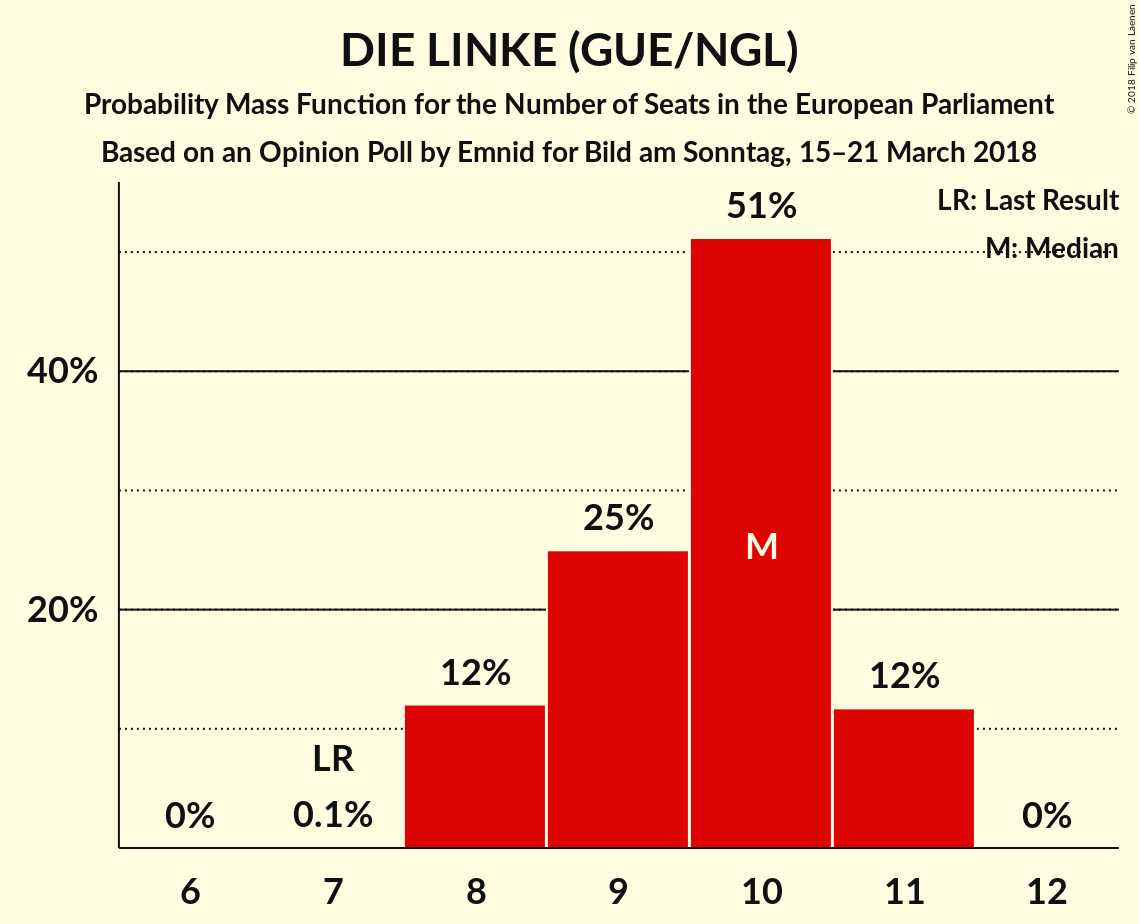 DIE LINKE (GUE/NGL)
Probability Mass Function for the Number of Seats in the European Parliament
Based on an Opinion Poll by Emnid for Bild am Sonntag, 15–21 March 2018
© 2018 Filip van Laenen
LR: Last Result
M: Median
51%
40%
25%
M
20%
12%
12%
LR
0%
0.1%
0%
6
7
8
9
10
11
12